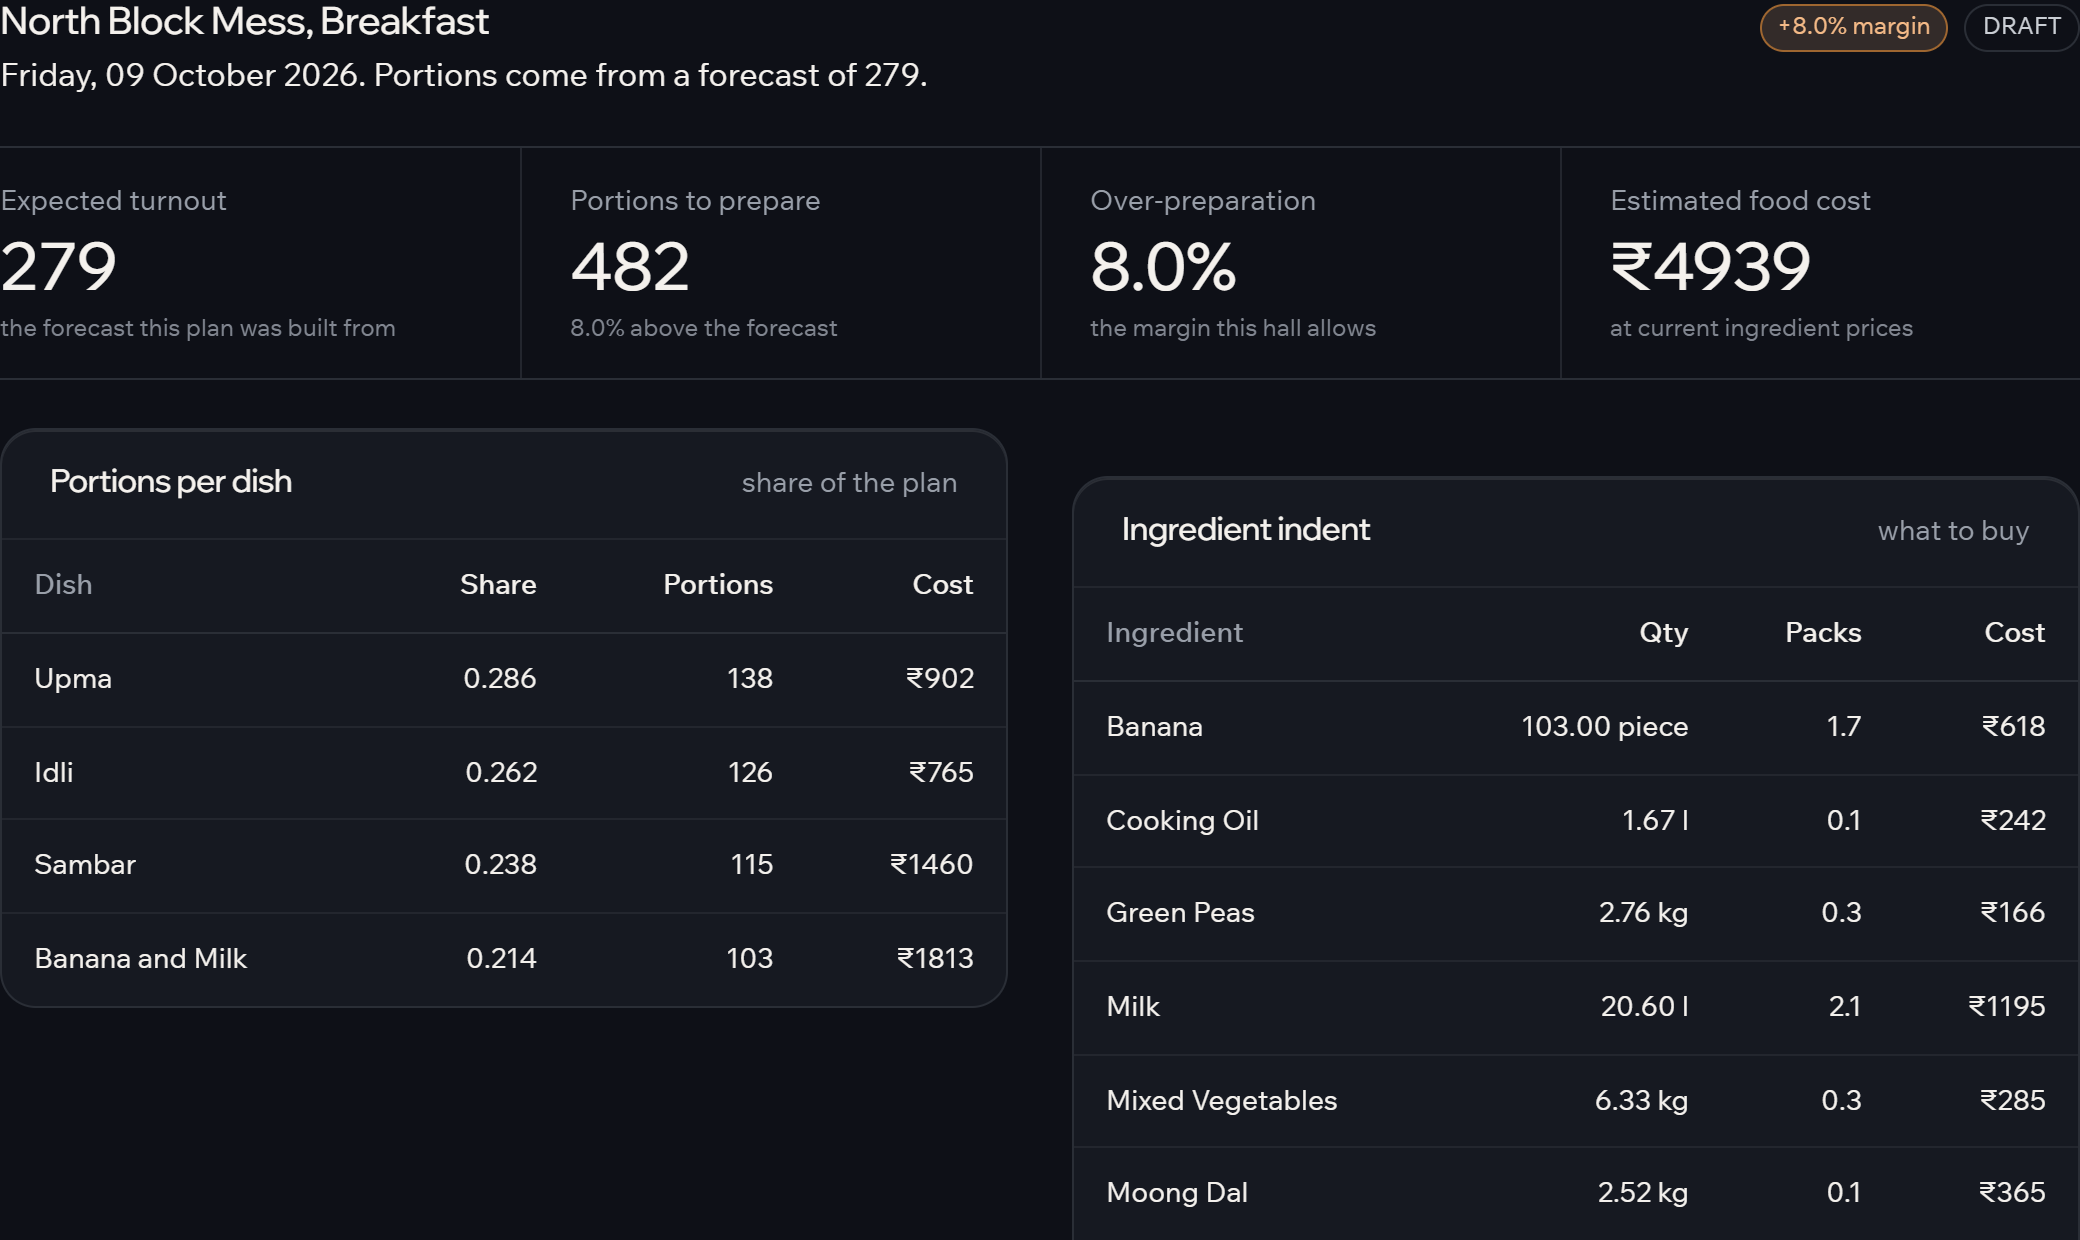 North Block Mess, Breakfast
+8.0% margin
DRAFT
Friday, 09 October 2026. Portions come from a forecast of 279.
Expected turnout
279
the forecast this plan was built from
Portions to prepare
482
8.0% above the forecast
Over-preparation
8.0%
the margin this hall allows
Estimated food cost
₹4939
at current ingredient prices
Portions per dish
share of the plan
Dish Share Portions Cost
Upma 0.286 138 ₹902
Idli 0.262 126 ₹765
Sambar 0.238 115 ₹1460
Banana and Milk 0.214 103 ₹1813
Ingredient indent
what to buy
Ingredient Qty Packs Cost
Banana 103.00 piece 1.7 ₹618
Cooking Oil 1.67 l 0.1 ₹242
Green Peas 2.76 kg 0.3 ₹166
Milk 20.60 l 2.1 ₹1195
Mixed Vegetables 6.33 kg 0.3 ₹285
Moong Dal 2.52 kg 0.1 ₹365